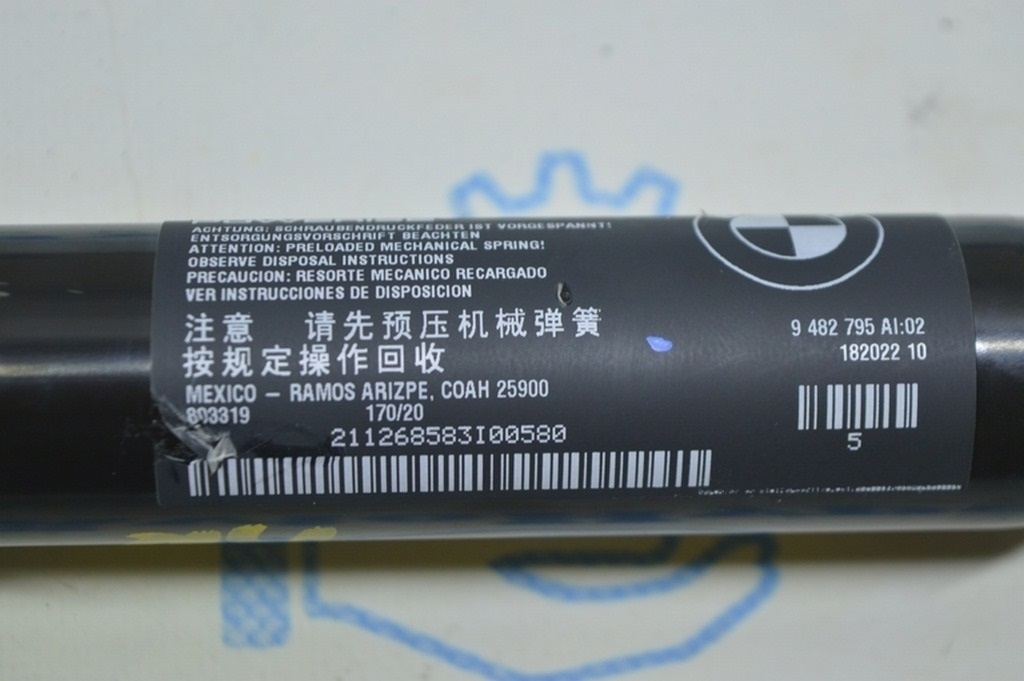 ACHTUNG: SCHRAUBENDRUCKFEDER IST VORGESPANNT!
ENTSORGUNGSVORSCHRIFT BEACHTEN
ATTENTION: PRELOADED MECHANICAL SPRING!
OBSERVE DISPOSAL INSTRUCTIONS
PRECAUCION: RESORTE MECANICO RECARGADO
VER INSTRUCCIONES DE DISPOSICION
注意 请先预压机械弹簧
按规定操作回收
MEXICO – RAMOS ARIZPE, COAH 25900
803319 170/20
211268583I00580
9 482 795 AI:02
182022 10
5